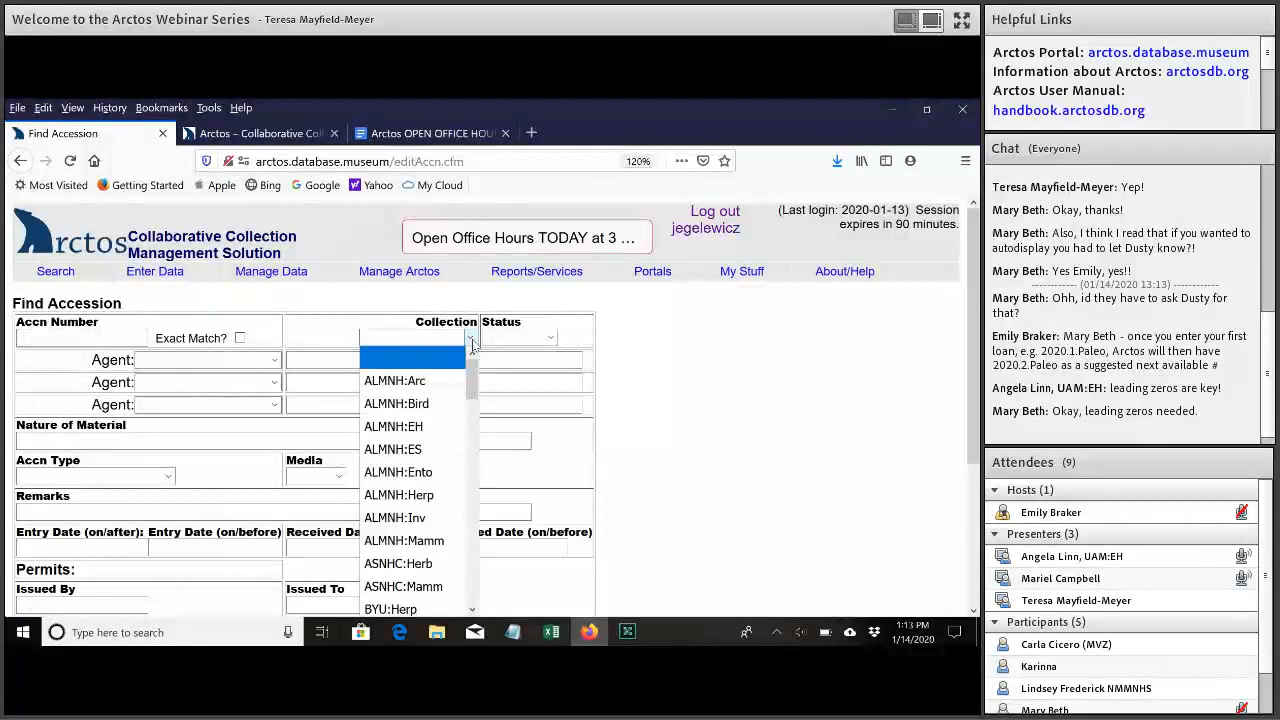 Welcome to the Arctos Webinar Series - Teresa Mayfield-Meyer
File Edit View History Bookmarks Tools Help
Find Accession
Arctos – Collaborative Col
Arctos OPEN OFFICE HOU
arctos.database.museum/editAccn.cfm
120%
Most Visited Getting Started Apple Bing Google Yahoo My Cloud
Arctos
Collaborative Collection
Management Solution
Open Office Hours TODAY at 3 ...
Log out
jegelewicz
(Last login: 2020-01-13) Session
expires in 90 minutes.
Search Enter Data Manage Data Manage Arctos Reports/Services Portals My Stuff About/Help
Find Accession
Accn Number Collection Status
Exact Match?
Agent:
Agent:
Agent:
Nature of Material
Accn Type Media
Remarks
Entry Date (on/after): Entry Date (on/before) Received Da d Date (on/before)
Permits:
Issued By Issued To
ALMNH:Arc
ALMNH:Bird
ALMNH:EH
ALMNH:ES
ALMNH:Ento
ALMNH:Herp
ALMNH:Inv
ALMNH:Mamm
ASNHC:Herb
ASNHC:Mamm
BYU:Herp
Type here to search
1:13 PM
1/14/2020
Helpful Links
Arctos Portal: arctos.database.museum
Information about Arctos: arctosdb.org
Arctos User Manual:
handbook.arctosdb.org
Chat (Everyone)
Teresa Mayfield-Meyer: Yep!
Mary Beth: Okay, thanks!
Mary Beth: Also, I think I read that if you wanted to
autodisplay you had to let Dusty know?!
Mary Beth: Yes Emily, yes!!
------------ (01/14/2020 13:13) ------------
Mary Beth: Ohh, id they have to ask Dusty for
that?
Emily Braker: Mary Beth - once you enter your first
loan, e.g. 2020.1.Paleo, Arctos will then have
2020.2.Paleo as a suggested next available #
Angela Linn, UAM:EH: leading zeros are key!
Mary Beth: Okay, leading zeros needed.
Attendees (9)
Hosts (1)
Emily Braker
Presenters (3)
Angela Linn, UAM:EH
Mariel Campbell
Teresa Mayfield-Meyer
Participants (5)
Carla Cicero (MVZ)
Karinna
Lindsey Frederick NMMNHS
Mary Beth